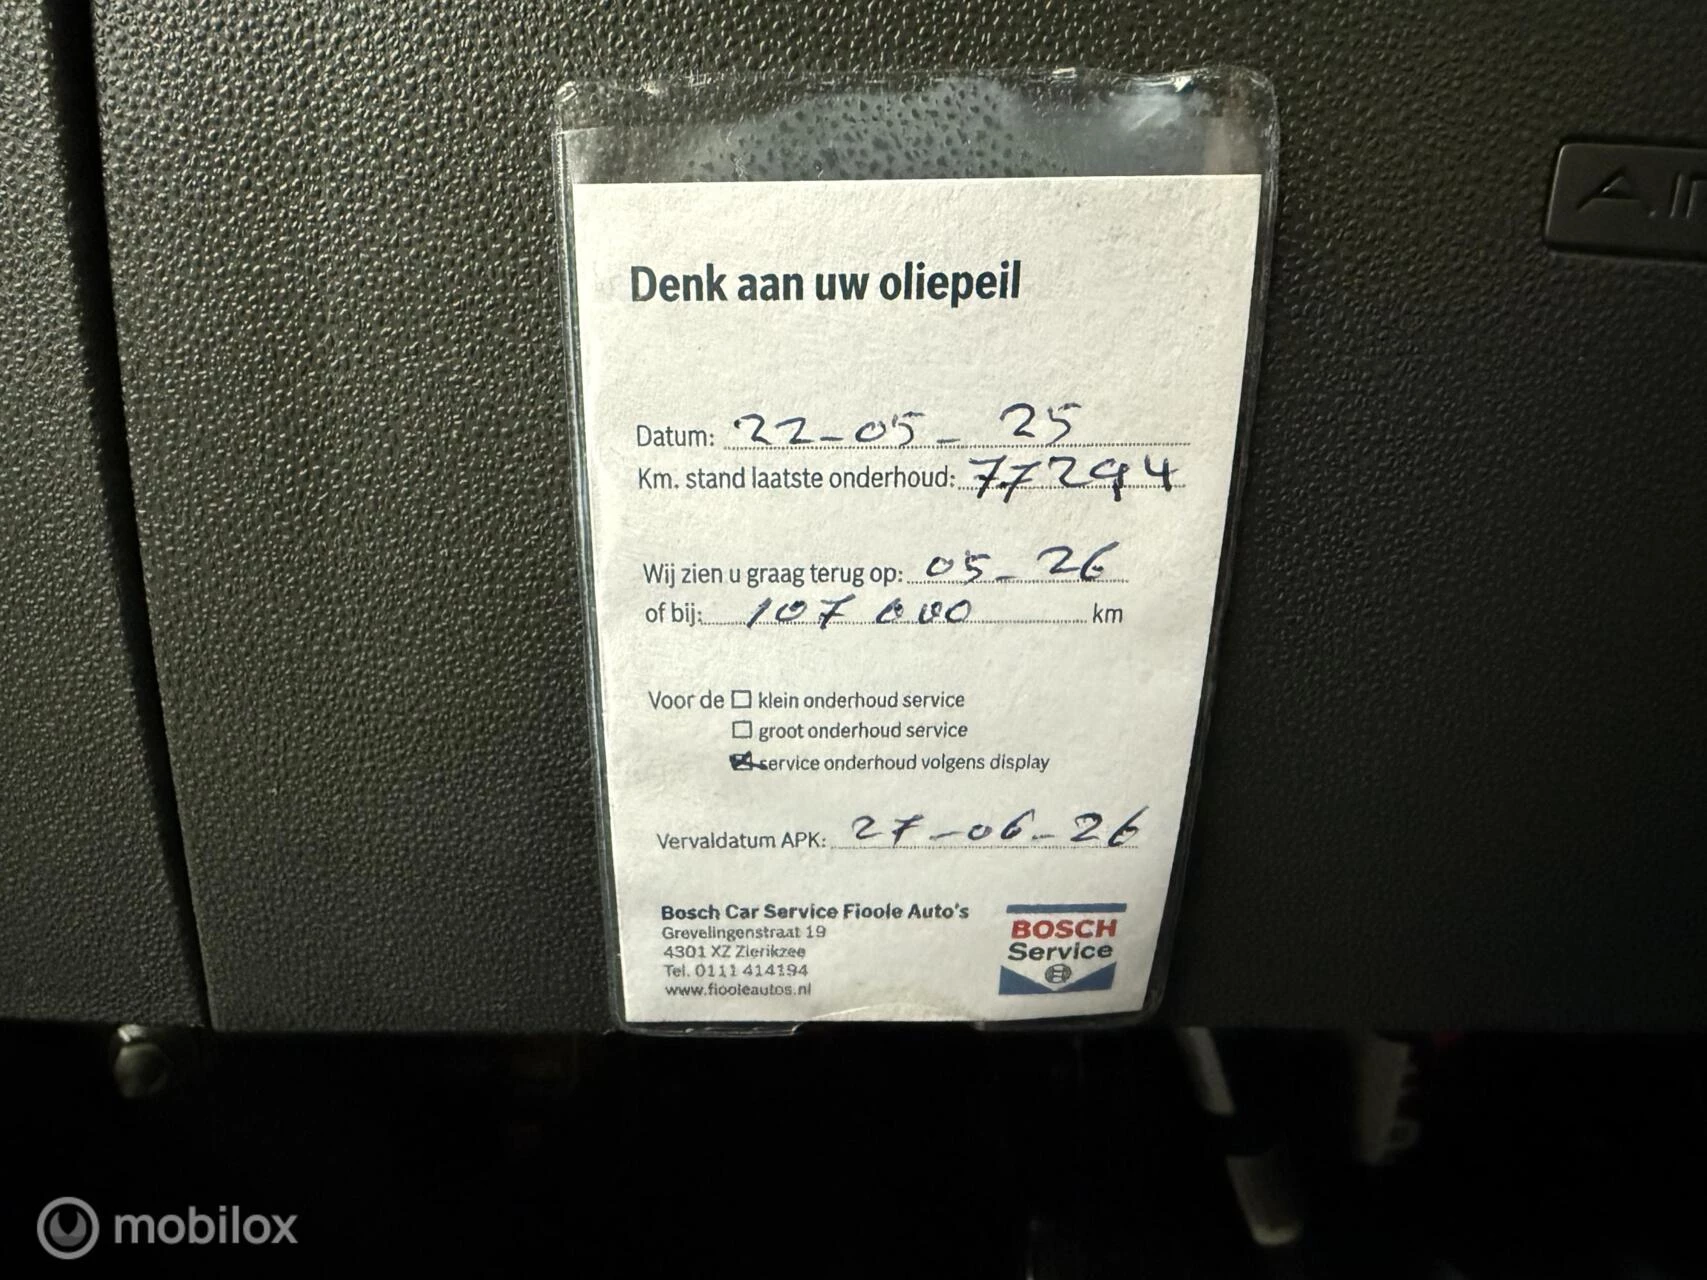 Denk aan uw oliepeil
A.I
Datum: 22-05-25
Km. stand laatste onderhoud: 77294
Wij zien u graag terug op: 05-26
of bij: 107 000 km
Voor de klein onderhoud service
groot onderhoud service
service onderhoud volgens display
Vervaldatum APK: 27-06-26
Bosch Car Service Fioole Auto's
Grevelingenstraat 19
4301 XZ Zierikzee
Tel. 0111 414194
www.fiooleautos.nl
BOSCH
Service
mobilox